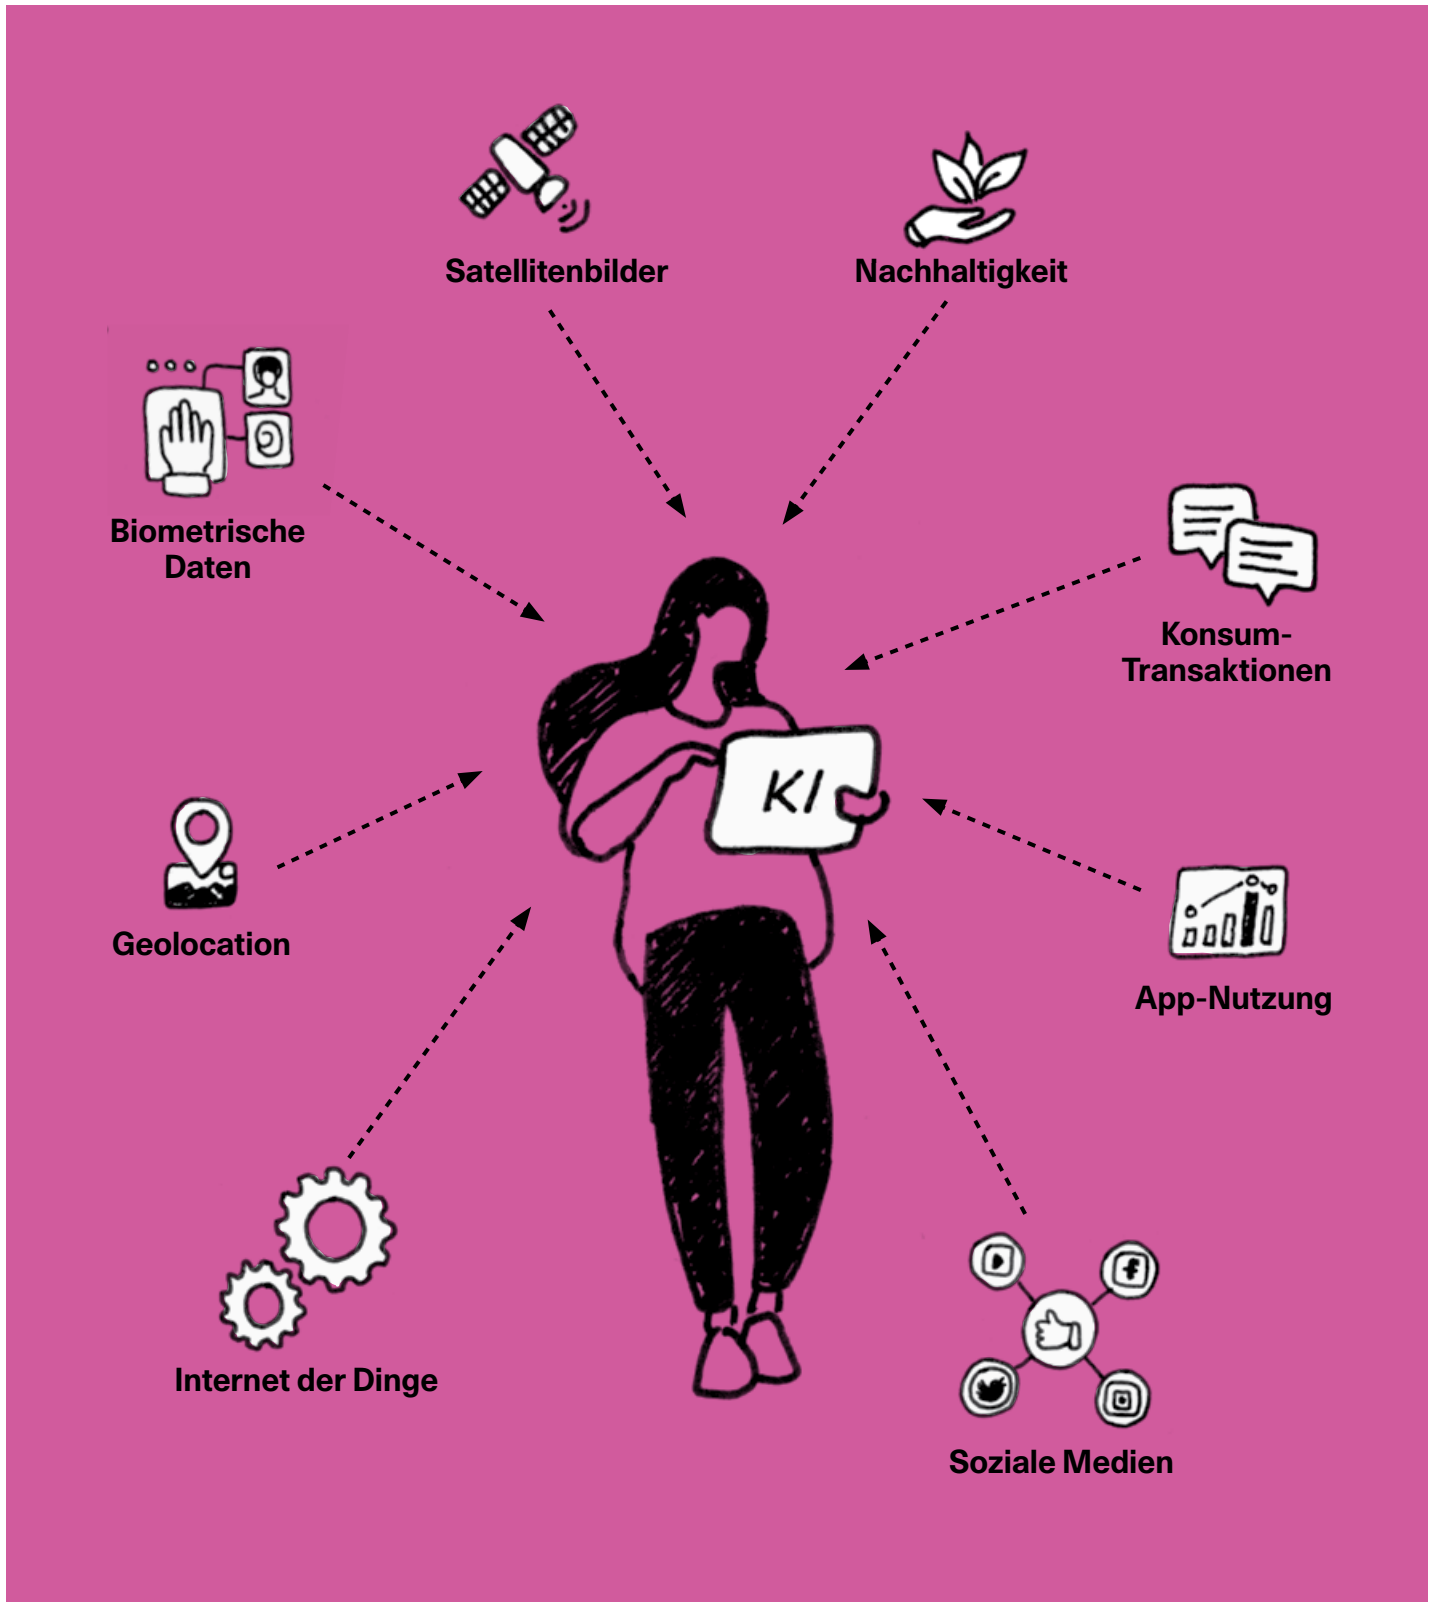 Satellitenbilder
Nachhaltigkeit
Biometrische
Daten
Konsum-
Transaktionen
KI
Geolocation
App-Nutzung
Internet der Dinge
Soziale Medien